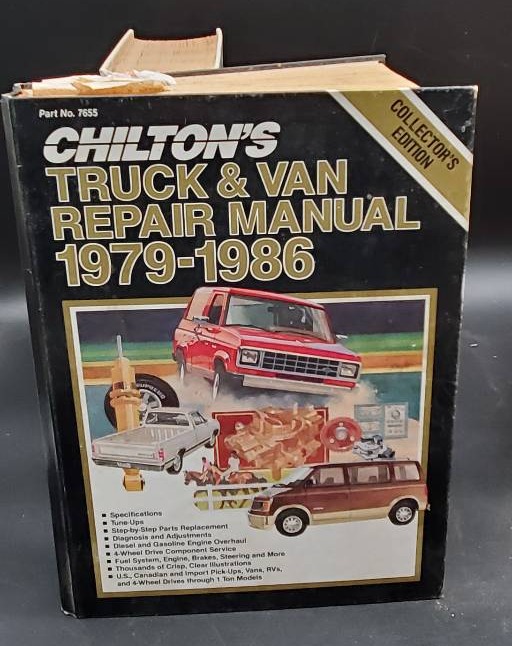 Part No. 7655
COLLECTOR'S
EDITION
CHILTON'S
TRUCK & VAN
REPAIR MANUAL
1979-1986
Specifications
Tune-Ups
Step-by-Step Parts Replacement
Diagnosis and Adjustments
Diesel and Gasoline Engine Overhaul
4-Wheel Drive Component Service
Fuel System, Engine, Brakes, Steering and More
Thousands of Crisp, Clear Illustrations
U.S., Canadian and Import Pick-Ups, Vans, RVs,
and 4-Wheel Drives through 1 Ton Models